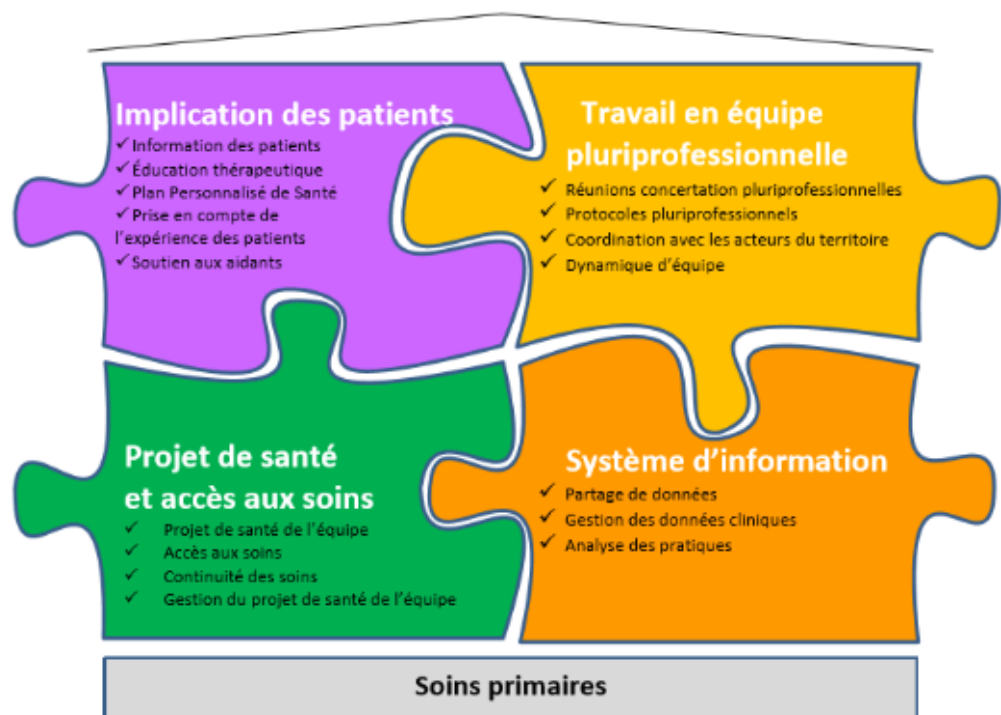 Implication des patients
✓ Information des patients
✓ Éducation thérapeutique
✓ Plan Personnalisé de Santé
✓ Prise en compte de
l'expérience des patients
✓ Soutien aux aidants
Travail en équipe
pluriprofessionnelle
✓ Réunions concertation pluriprofessionnelles
✓ Protocoles pluriprofessionnels
✓ Coordination avec les acteurs du territoire
✓ Dynamique d'équipe
Projet de santé
et accès aux soins
✓ Projet de santé de l'équipe
✓ Accès aux soins
✓ Continuité des soins
✓ Gestion du projet de santé de l'équipe
Système d'information
✓ Partage de données
✓ Gestion des données cliniques
✓ Analyse des pratiques
Soins primaires